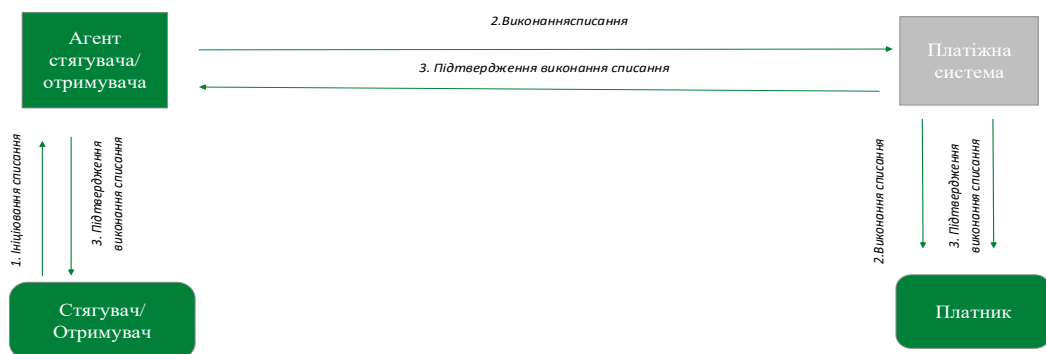 2.Виконаннясписання
Агент
стягувача/
отримувача
Платіжна
система
3. Підтвердження виконання списання
1. Ініціювання списання
3. Підтвердження
виконання списання
2.Виконання списання
3. Підтвердження
виконання списання
Стягувач/
Отримувач
Платник